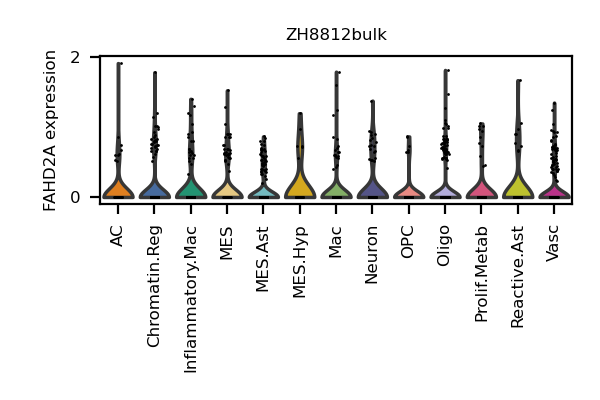 ZH8812bulk
FAHD2A expression
2
0
AC
Chromatin.Reg
Inflammatory.Mac
MES
MES.Ast
MES.Hyp
Mac
Neuron
OPC
Oligo
Prolif.Metab
Reactive.Ast
Vasc